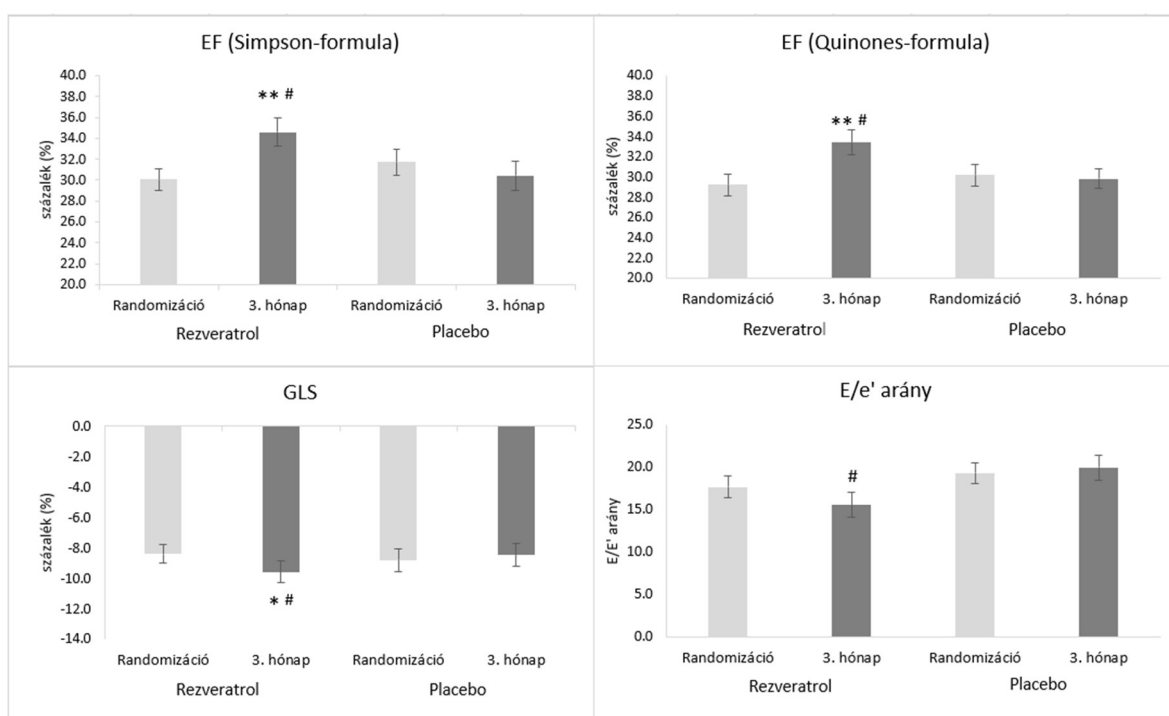 EF (Simpson-formula)
százalék (%)
40.0
38.0
36.0
34.0
32.0
30.0
28.0
26.0
24.0
22.0
20.0
** #
Randomizáció 3. hónap Randomizáció 3. hónap
Rezveratrol Placebo
EF (Quinones-formula)
százalék (%)
40.0
38.0
36.0
34.0
32.0
30.0
28.0
26.0
24.0
22.0
20.0
** #
Randomizáció 3. hónap Randomizáció 3. hónap
Rezveratrol Placebo
GLS
százalék (%)
0.0
-2.0
-4.0
-6.0
-8.0
-10.0
-12.0
-14.0
* #
Randomizáció 3. hónap Randomizáció 3. hónap
Rezveratrol Placebo
E/e' arány
E/E' arány
25.0
20.0
15.0
10.0
5.0
0.0
#
Randomizáció 3. hónap Randomizáció 3. hónap
Rezveratrol Placebo